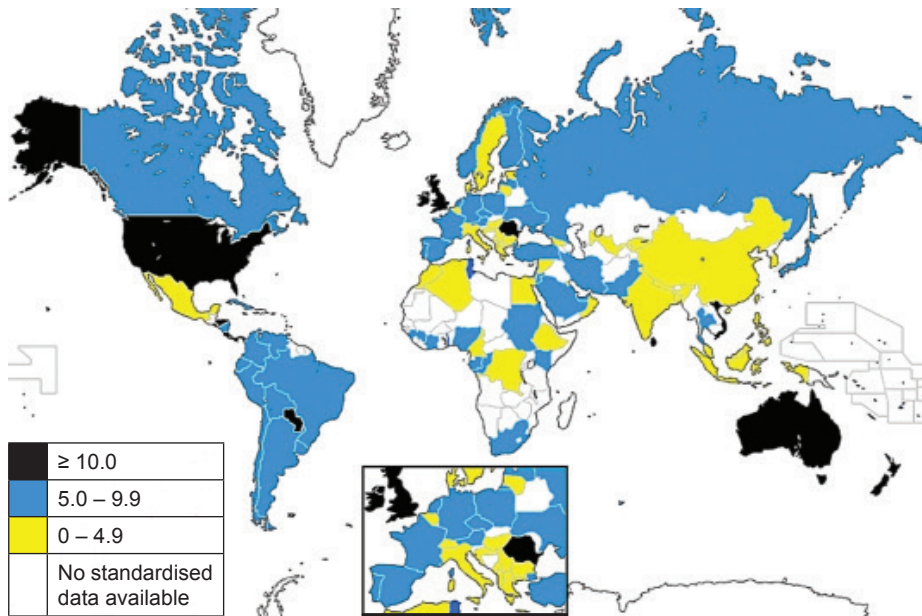 ≥ 10.0
5.0 – 9.9
0 – 4.9
No standardised
data available